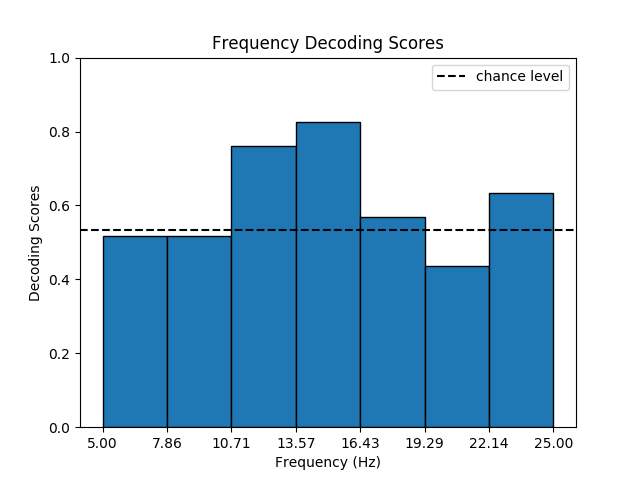 Frequency Decoding Scores
chance level
Decoding Scores
1.0
0.8
0.6
0.4
0.2
0.0
5.00 7.86 10.71 13.57 16.43 19.29 22.14 25.00
Frequency (Hz)